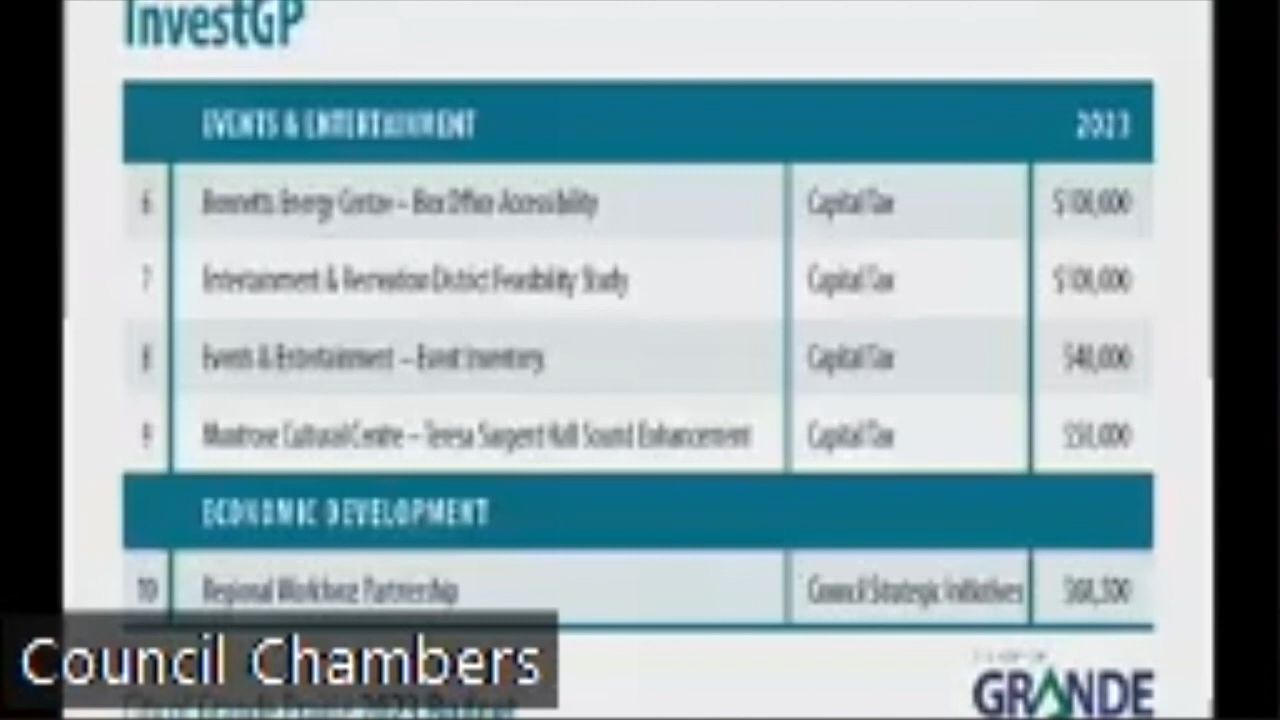 InvestGP
EVENTS & ENTERTAINMENT 2023
6 Bonnetts Energy Centre – Box Office Accessibility Capital Tax $100,000
7 Entertainment & Recreation District Feasibility Study Capital Tax $100,000
8 Events & Entertainment – Event Inventory Capital Tax $40,000
9 Montrose Cultural Centre – Teresa Sargent Hall Sound Enhancement Capital Tax $50,000
ECONOMIC DEVELOPMENT
10 Regional Workforce Partnership Council Strategic Initiatives
Council Chambers
GRANDE